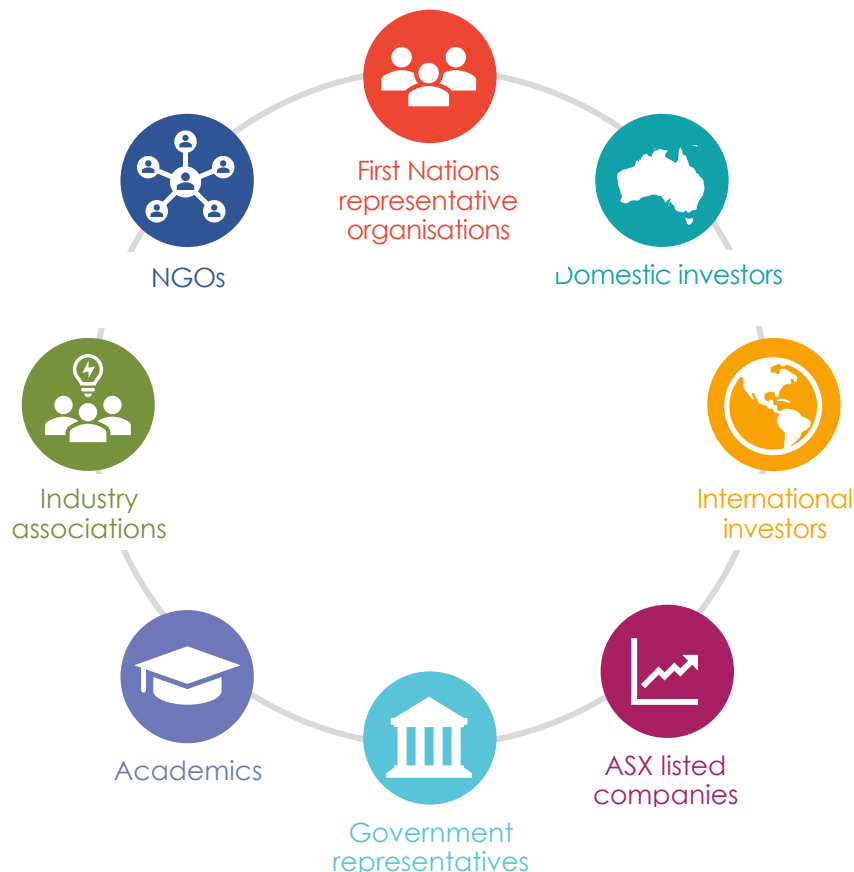 First Nations
representative
organisations
Domestic investors
International
investors
ASX listed
companies
Government
representatives
Academics
Industry
associations
NGOs